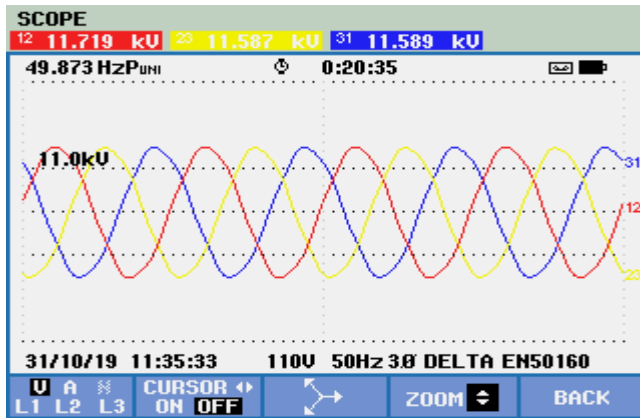 SCOPE
12 11.719 kV 23 11.587 kV 31 11.589 kV
49.873 HzPUNI 0:20:35
11.0kV
31
12
23
31/10/19 11:35:33 110V 50Hz 3.Ø DELTA EN50160
V A CURSOR ZOOM BACK
L1 L2 L3 ON OFF